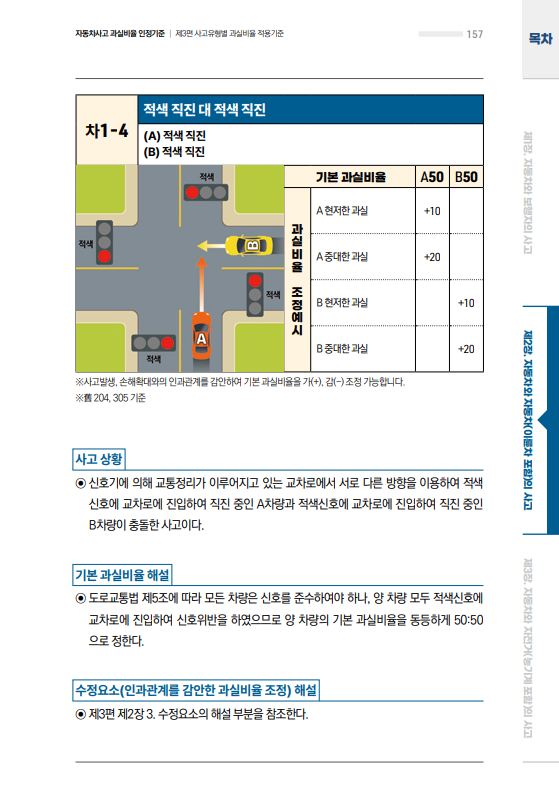 자동차사고 과실비율 인정기준 | 제3편 사고유형별 과실비율 적용기준
157
목차
차1-4
적색 직진 대 적색 직진
(A) 적색 직진
(B) 적색 직진
적색
적색
B
적색
A
적색
기본 과실비율 A50 B50
과실비율 조정예시
A 현저한 과실 +10
A 중대한 과실 +20
B 현저한 과실 +10
B 중대한 과실 +20
※사고발생, 손해확대와의 인과관계를 감안하여 기본 과실비율을 가(+), 감(-) 조정 가능합니다.
※舊 204, 305 기준
사고 상황
◉ 신호기에 의해 교통정리가 이루어지고 있는 교차로에서 서로 다른 방향을 이용하여 적색
신호에 교차로에 진입하여 직진 중인 A차량과 적색신호에 교차로에 진입하여 직진 중인
B차량이 충돌한 사고이다.
기본 과실비율 해설
◉ 도로교통법 제5조에 따라 모든 차량은 신호를 준수하여야 하나, 양 차량 모두 적색신호에
교차로에 진입하여 신호위반을 하였으므로 양 차량의 기본 과실비율을 동등하게 50:50
으로 정한다.
수정요소(인과관계를 감안한 과실비율 조정) 해설
◉ 제3편 제2장 3. 수정요소의 해설 부분을 참조한다.
제1장. 자동차와 보행자의 사고
제2장. 자동차와 자동차(이륜차 포함)의 사고
제3장. 자동차와 자전거(농기계 포함)의 사고